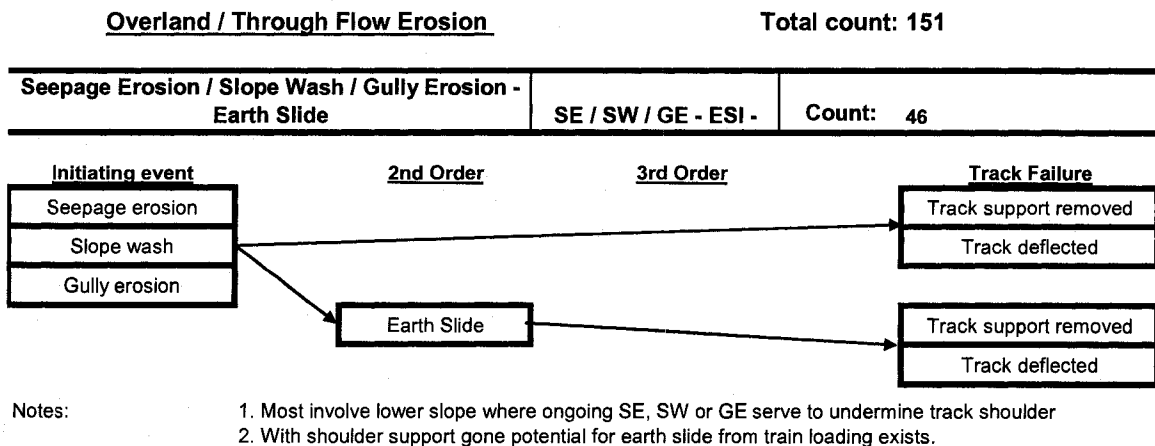 Overland / Through Flow Erosion Total count: 151
Seepage Erosion / Slope Wash / Gully Erosion -
Earth Slide SE / SW / GE - ESI - Count: 46
Initiating event 2nd Order 3rd Order Track Failure
Seepage erosion Track support removed
Slope wash Track deflected
Gully erosion
Earth Slide Track support removed
Track deflected
Notes: 1. Most involve lower slope where ongoing SE, SW or GE serve to undermine track shoulder
2. With shoulder support gone potential for earth slide from train loading exists.